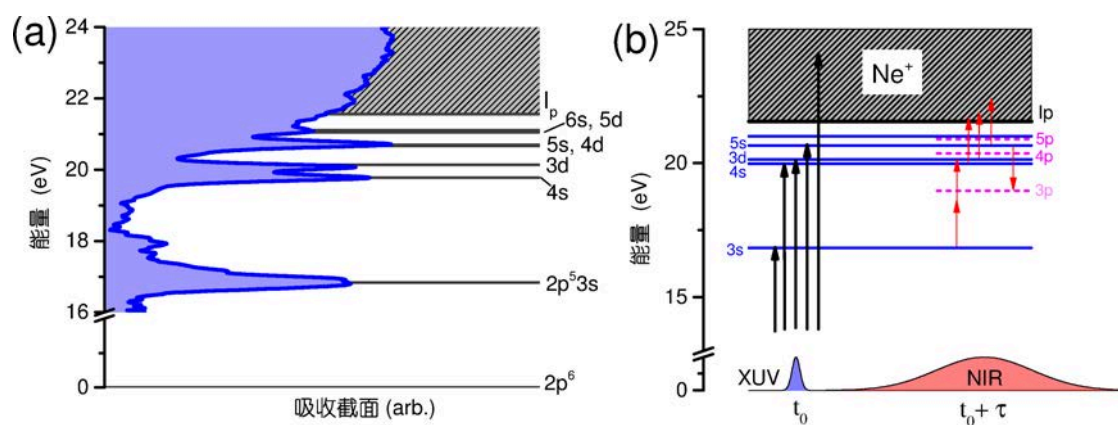 (a)
24
22
20
18
16
0
能量 (eV)
I_p
6s, 5d
5s, 4d
3d
4s
2p⁵3s
2p⁶
吸收截面 (arb.)
(b)
25
20
15
0
能量 (eV)
Ne⁺
Ip
5s
3d
4s
3s
5p
4p
3p
XUV
NIR
t₀
t₀ + τ